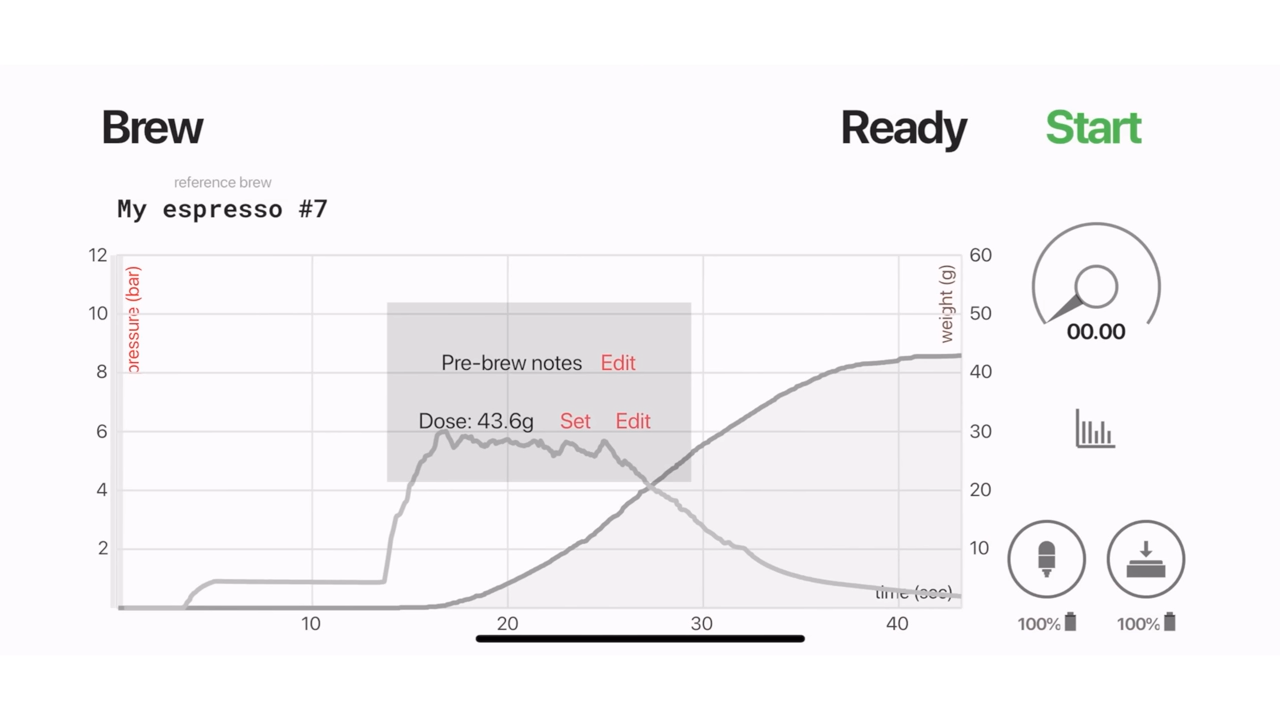 Brew
Ready
Start
reference brew
My espresso #7
12
10
8
6
4
2
pressure (bar)
Pre-brew notes Edit
Dose: 43.6g Set Edit
weight (g)
60
50
40
30
20
10
time (sec)
10
20
30
40
00.00
100%
100%